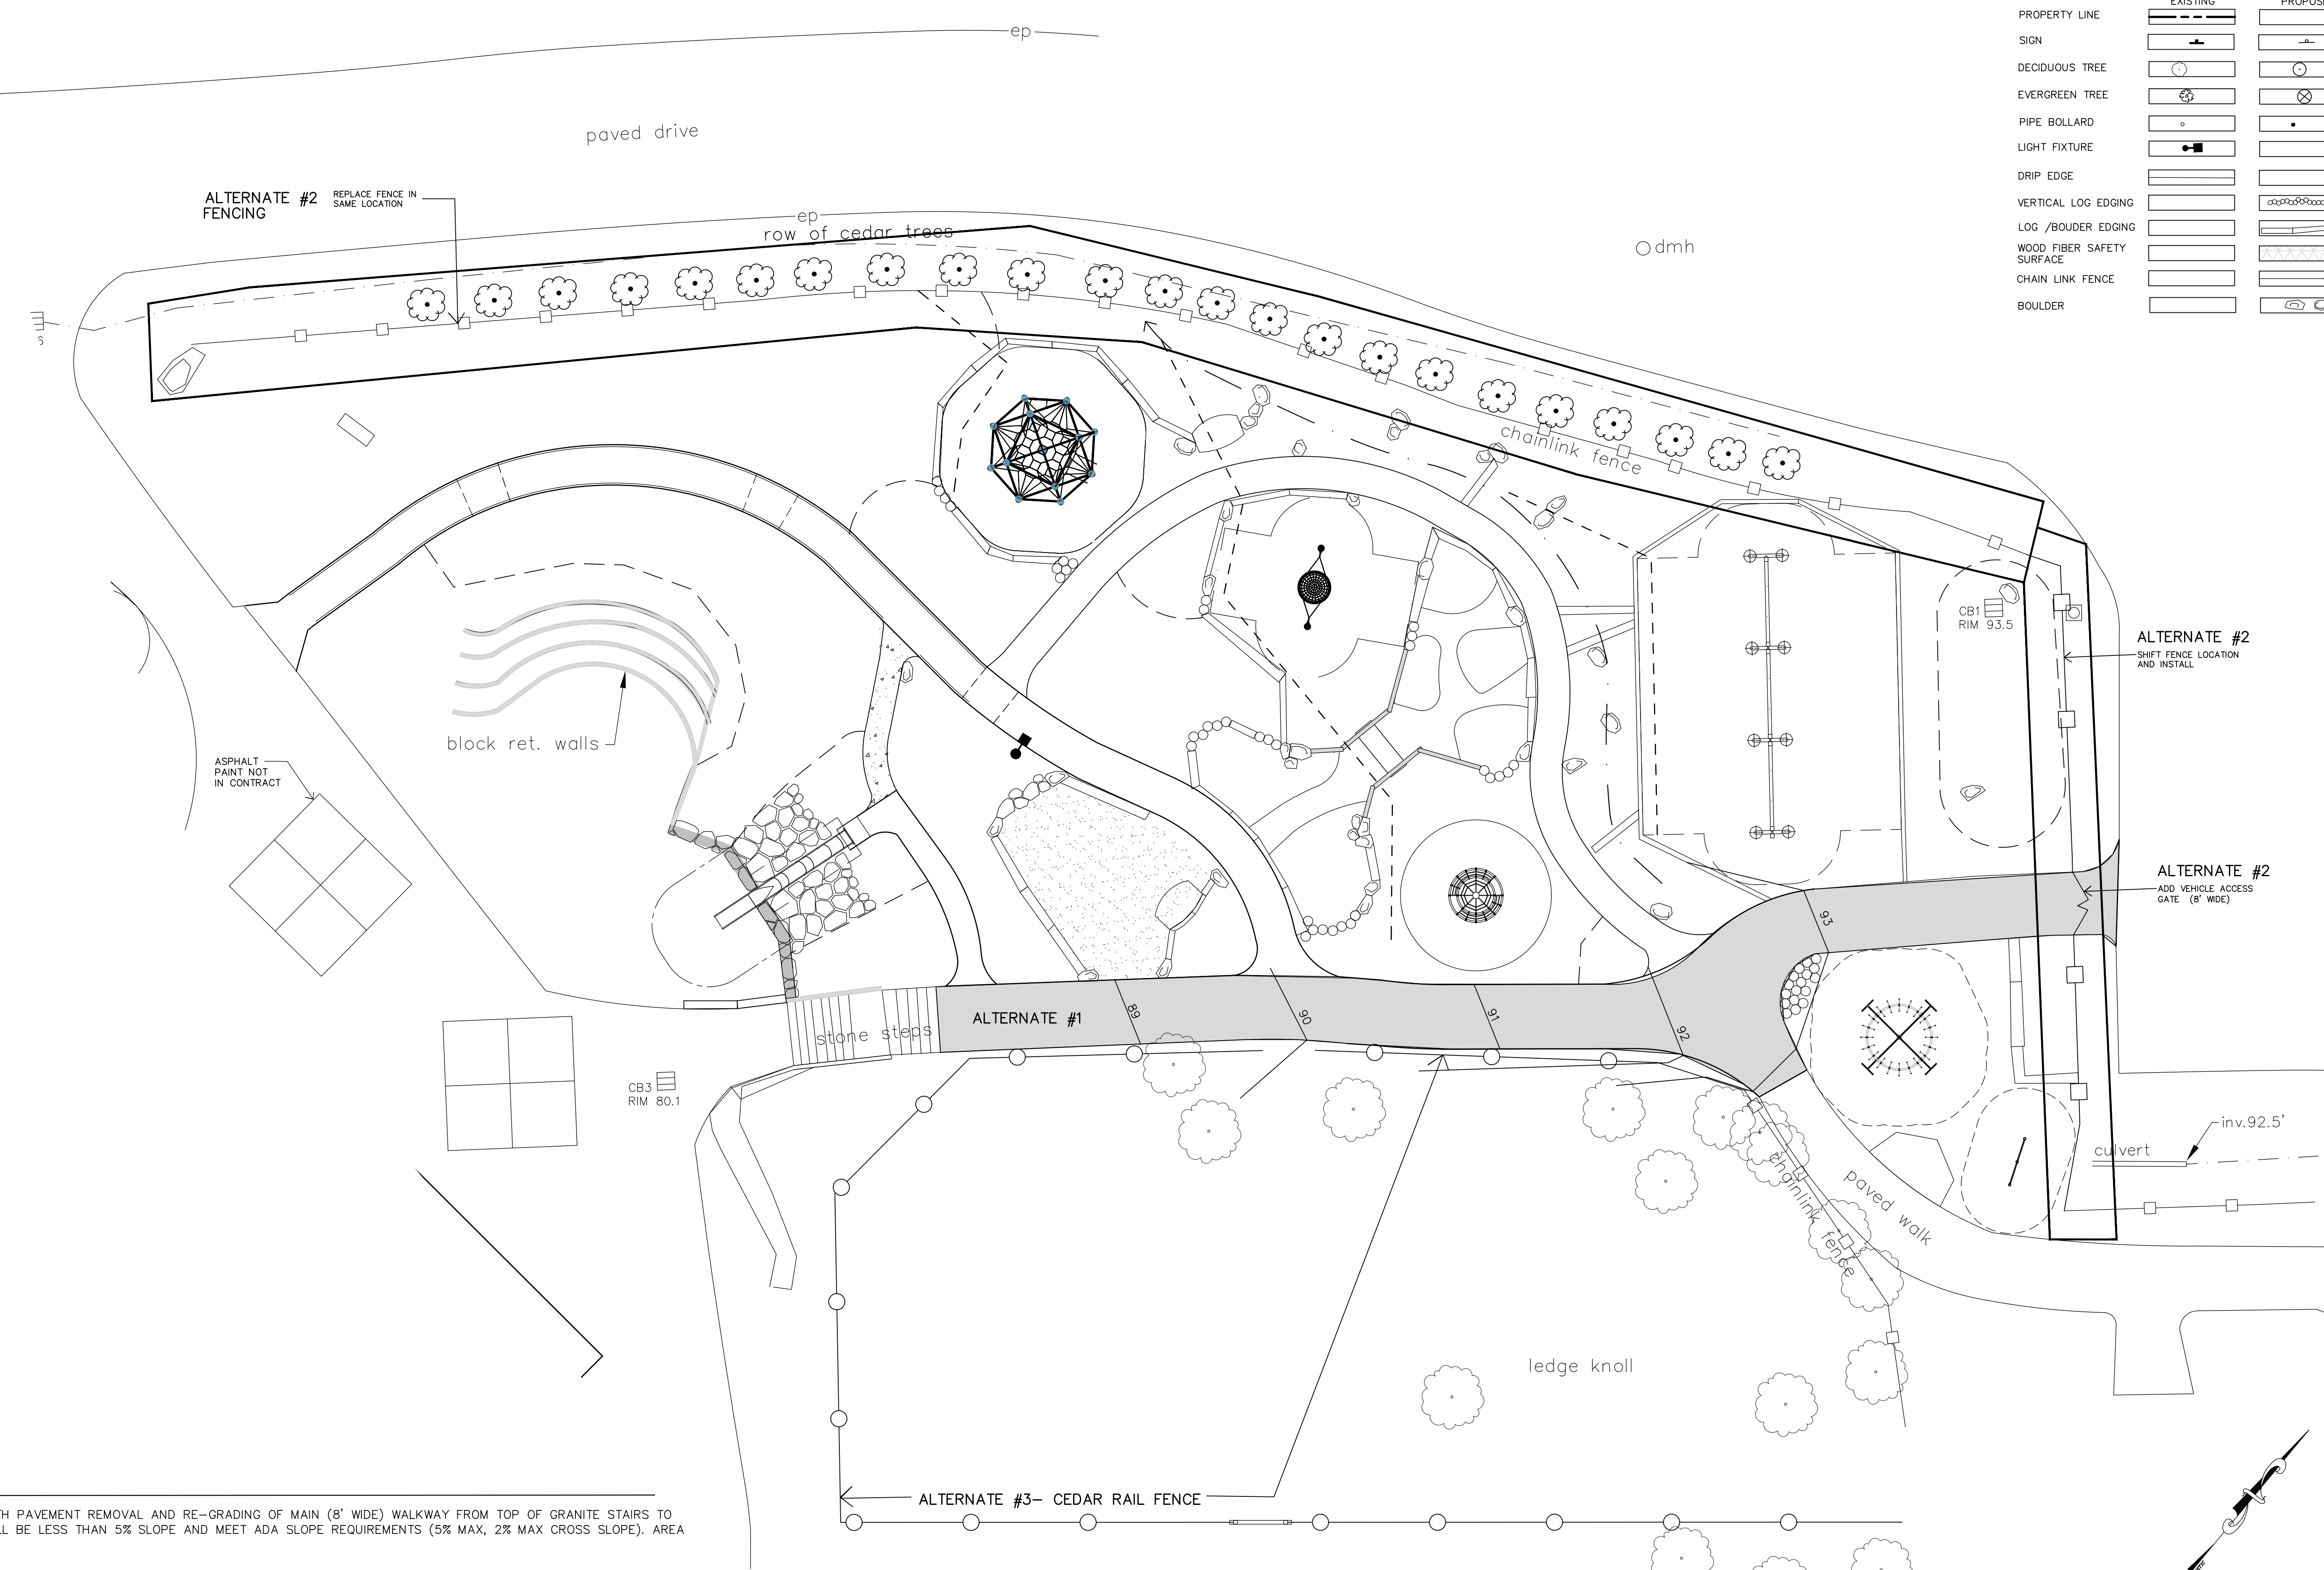 EXISTING
PROPERTY LINE
SIGN
DECIDUOUS TREE
EVERGREEN TREE
PIPE BOLLARD
LIGHT FIXTURE
DRIP EDGE
VERTICAL LOG EDGING
LOG /BOUDER EDGING
WOOD FIBER SAFETY
SURFACE
CHAIN LINK FENCE
BOULDER
ep
paved drive
ALTERNATE #2
FENCING
REPLACE FENCE IN
SAME LOCATION
ep
row of cedar trees
dmh
s
chainlink fence
CB1
RIM 93.5
ALTERNATE #2
SHIFT FENCE LOCATION
AND INSTALL
block ret. walls
ASPHALT
PAINT NOT
IN CONTRACT
ALTERNATE #2
ADD VEHICLE ACCESS
GATE (8' WIDE)
93
ALTERNATE #1
89
90
91
92
stone steps
CB3
RIM 80.1
inv.92.5'
culvert
chainlink fence
paved walk
ledge knoll
ALTERNATE #3- CEDAR RAIL FENCE
PAVEMENT REMOVAL AND RE-GRADING OF MAIN (8' WIDE) WALKWAY FROM TOP OF GRANITE STAIRS TO
BE LESS THAN 5% SLOPE AND MEET ADA SLOPE REQUIREMENTS (5% MAX, 2% MAX CROSS SLOPE). AREA